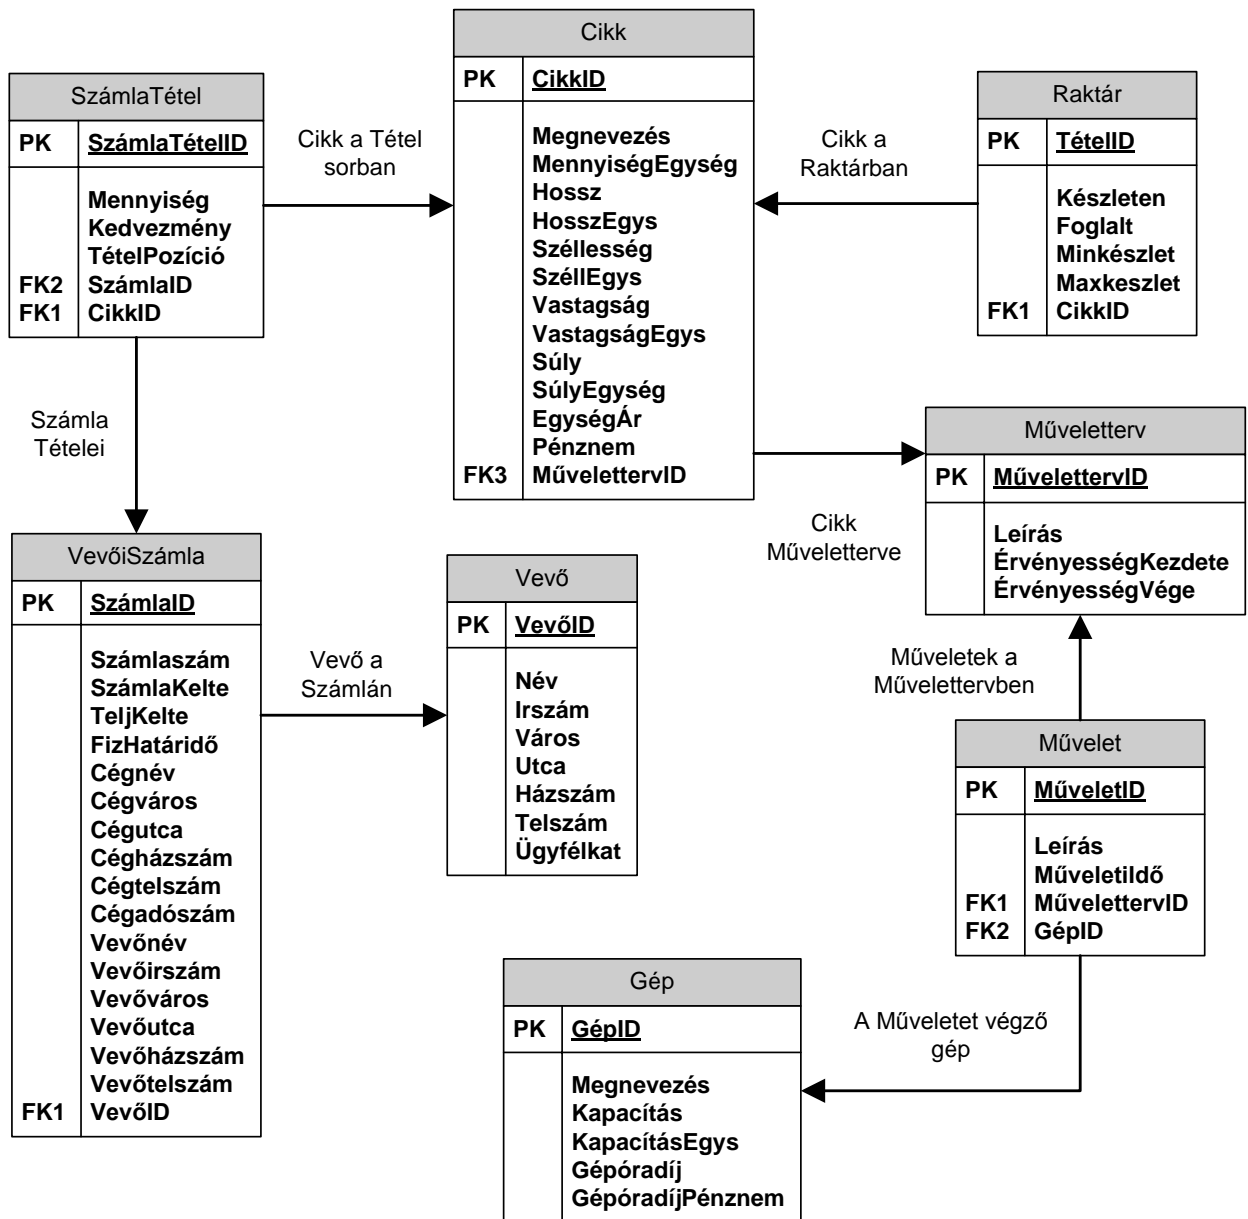 Cikk
PK CikkID
Megnevezés
MennyiségEgység
Hossz
HosszEgys
Széllesség
SzéllEgys
Vastagság
VastagságEgys
Súly
SúlyEgység
EgységÁr
Pénznem
FK3 MűvelettervID
SzámlaTétel
PK SzámlaTételID
Mennyiség
Kedvezmény
TételPozíció
FK2 SzámlaID
FK1 CikkID
Cikk a Tétel
sorban
Cikk a
Raktárban
Raktár
PK TételID
Készleten
Foglalt
Minkészlet
Maxkeszlet
FK1 CikkID
Számla
Tételei
Cikk
Műveletterve
Műveletterv
PK MűvelettervID
Leírás
ÉrvényességKezdete
ÉrvényességVége
VevőiSzámla
PK SzámlaID
Számlaszám
SzámlaKelte
TeljKelte
FizHatáridő
Cégnév
Cégváros
Cégutca
Cégházszám
Cégtelszám
Cégadószám
Vevőnév
Vevőirszám
Vevőváros
Vevőutca
Vevőházszám
Vevőtelszám
FK1 VevőID
Vevő a
Számlán
Vevő
PK VevőID
Név
Irszám
Város
Utca
Házszám
Telszám
Ügyfélkat
Műveletek a
Művelettervben
Művelet
PK MűveletID
Leírás
MűveletiIdő
FK1 MűvelettervID
FK2 GépID
A Műveletet végző
gép
Gép
PK GépID
Megnevezés
Kapacítás
KapacításEgys
Gépóradíj
GépóradíjPénznem